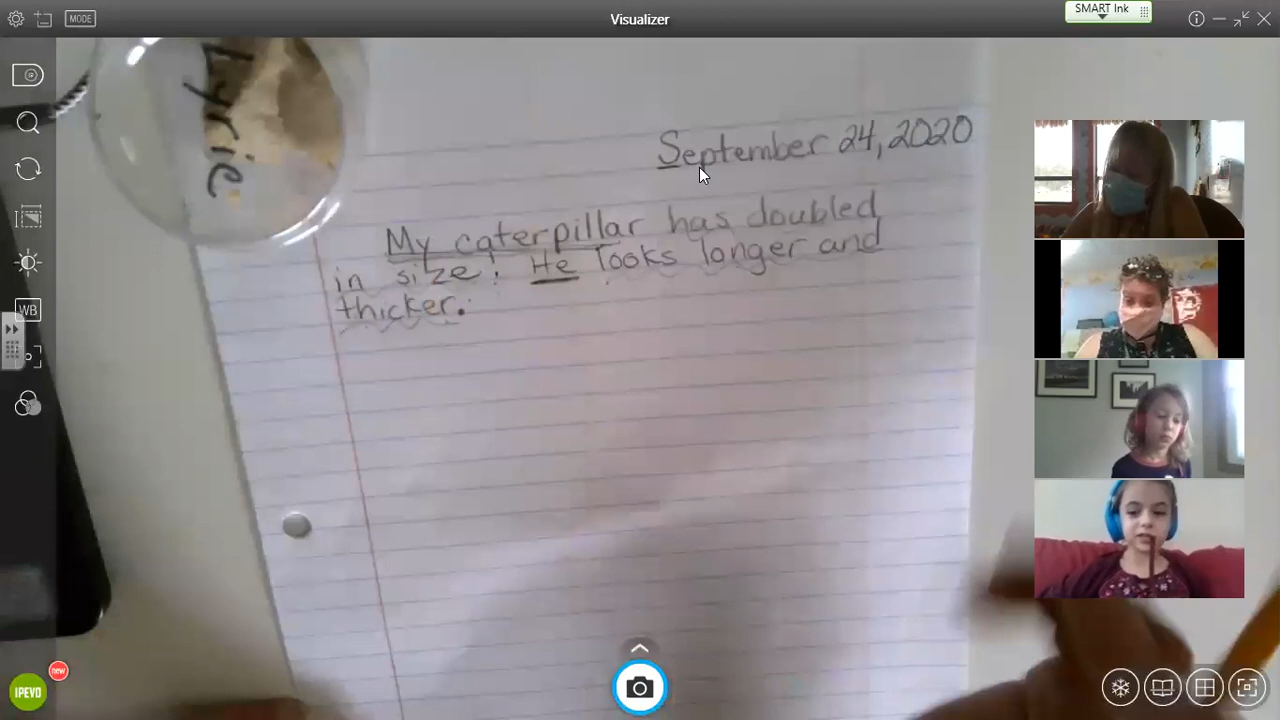 Visualizer
MODE
SMART Ink
September 24, 2020
My caterpillar has doubled
in size! He looks longer and
thicker.
WB
new
iPEVO